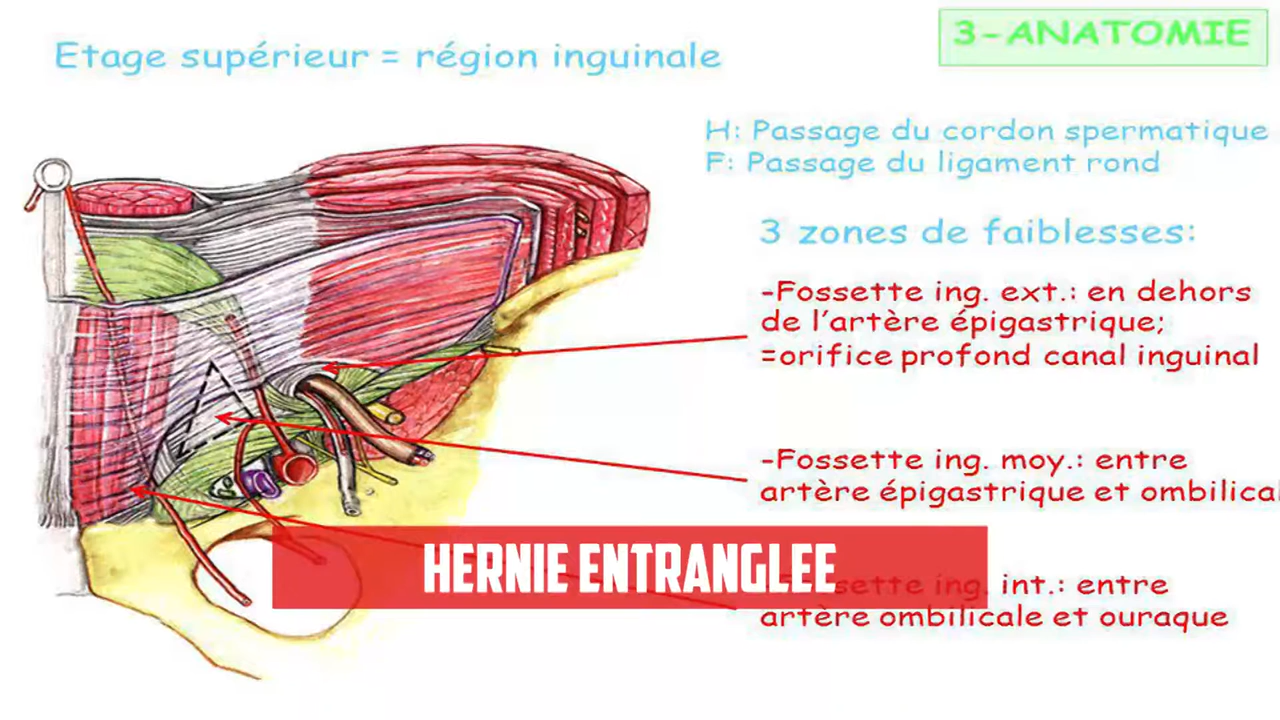 3-ANATOMIE
Etage supérieur = région inguinale
H: Passage du cordon spermatique
F: Passage du ligament rond
3 zones de faiblesses:
-Fossette ing. ext.: en dehors
de l'artère épigastrique;
=orifice profond canal inguinal
-Fossette ing. moy.: entre
artère épigastrique et
HERNIE ENTRANGLEE
ing. int.: entre
artère ombilicale et ouraque